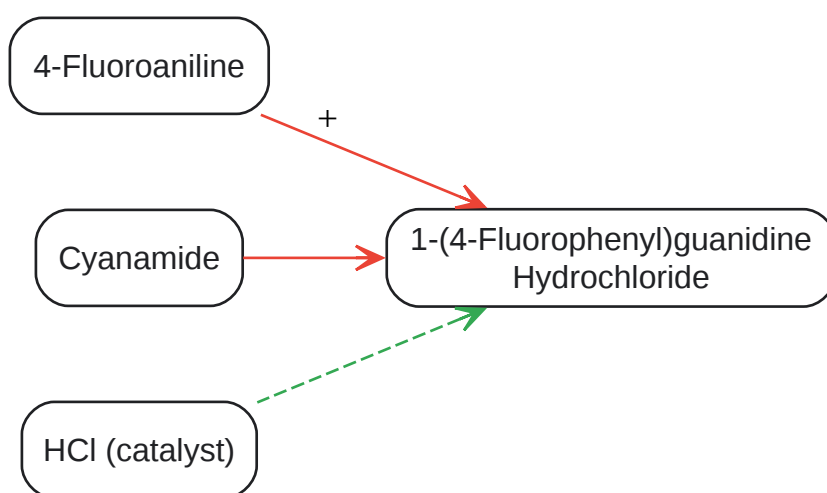 4-Fluoroaniline
+
Cyanamide
1-(4-Fluorophenyl)guanidine
Hydrochloride
HCl (catalyst)